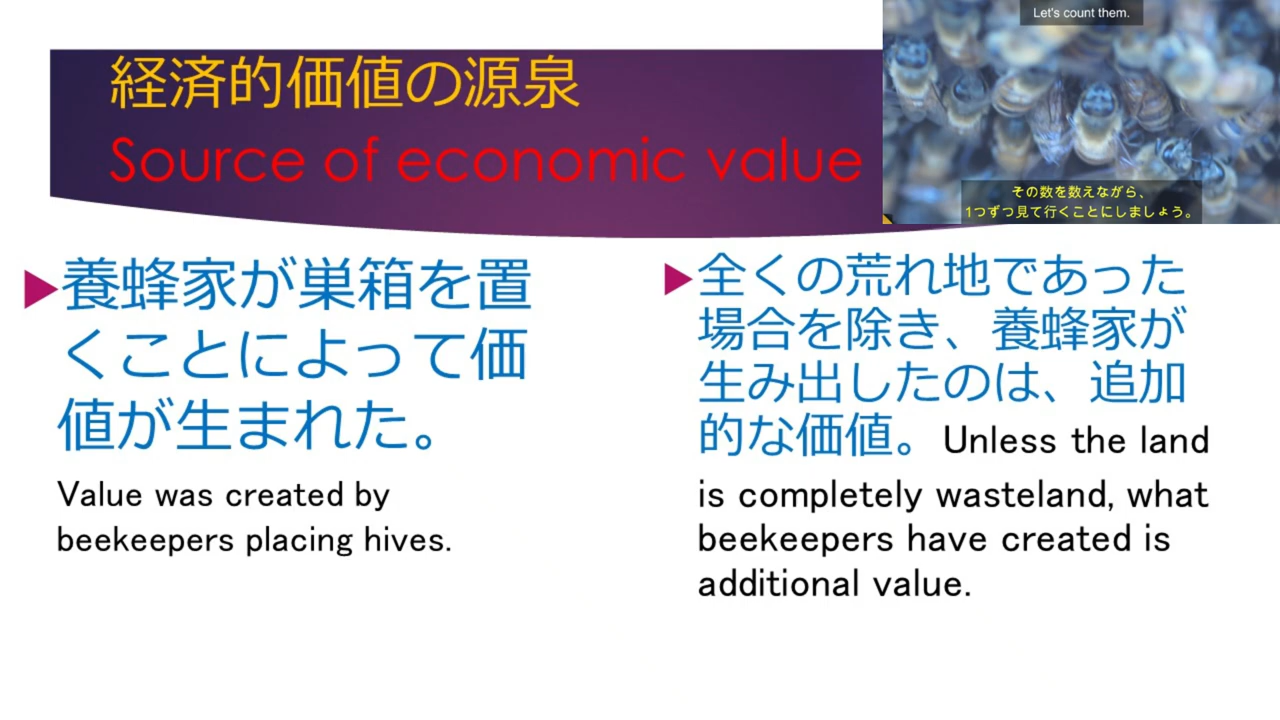 経済的価値の源泉
Source of economic value
Let's count them.
その数を数えながら、
1つずつ見て行くことにしましょう。
養蜂家が巣箱を置
くことによって価
値が生まれた。
Value was created by
beekeepers placing hives.
全くの荒れ地であった
場合を除き、養蜂家が
生み出したのは、追加
的な価値。Unless the land
is completely wasteland, what
beekeepers have created is
additional value.